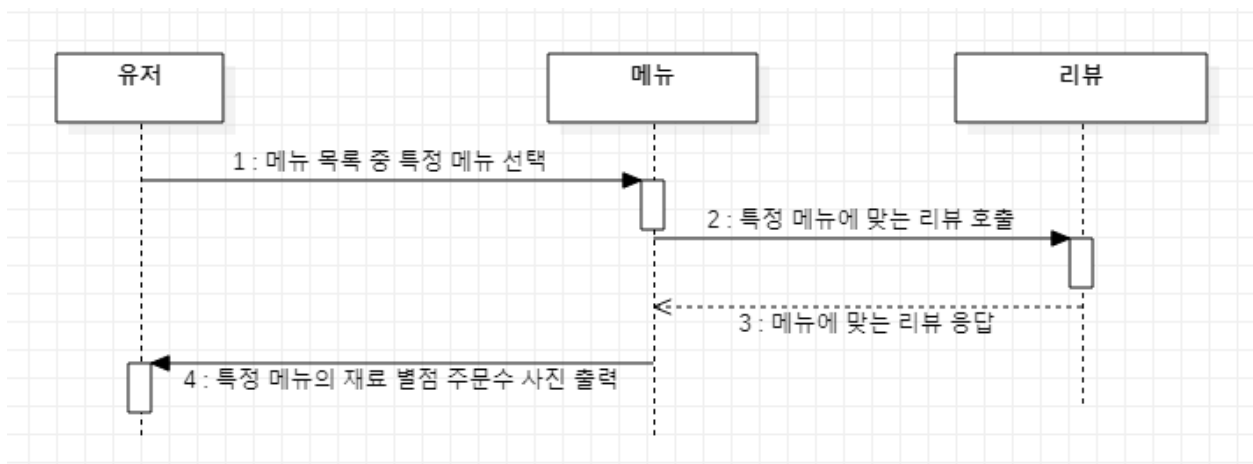 유저
메뉴
리뷰
1 : 메뉴 목록 중 특정 메뉴 선택
2 : 특정 메뉴에 맞는 리뷰 호출
3 : 메뉴에 맞는 리뷰 응답
4 : 특정 메뉴의 재료 별점 주문수 사진 출력